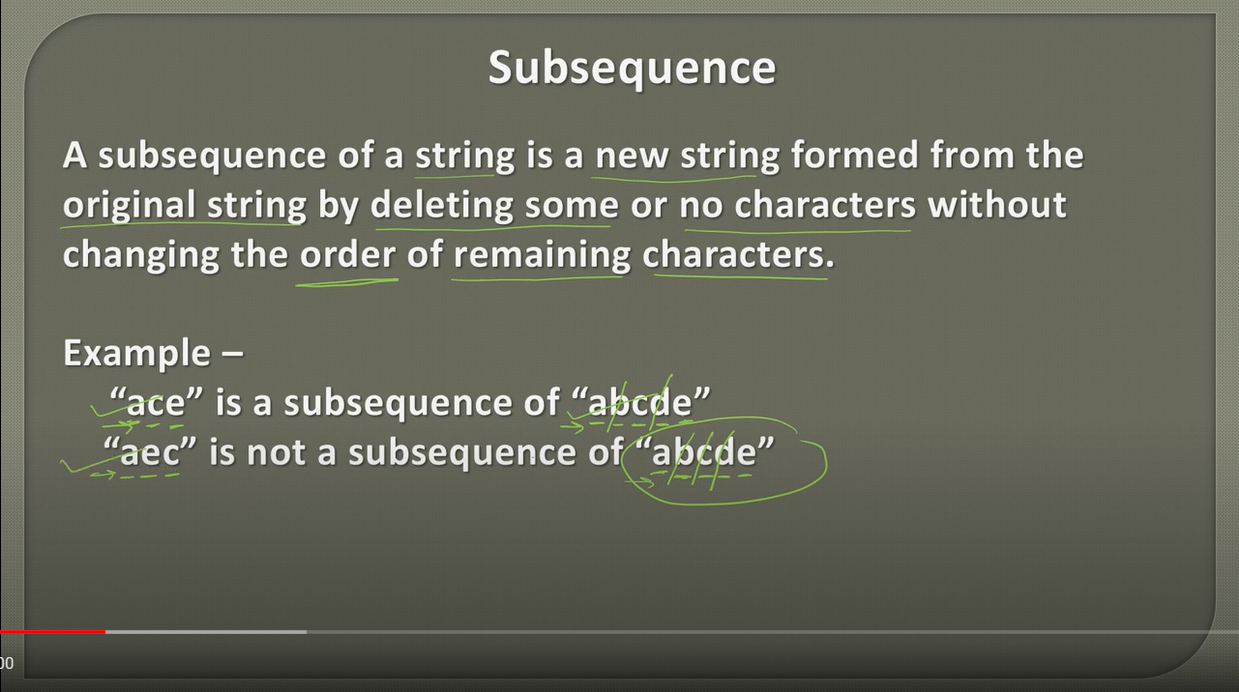 Subsequence
A subsequence of a string is a new string formed from the
original string by deleting some or no characters without
changing the order of remaining characters.
Example –
“ace” is a subsequence of “abcde”
“aec” is not a subsequence of “abcde”
00